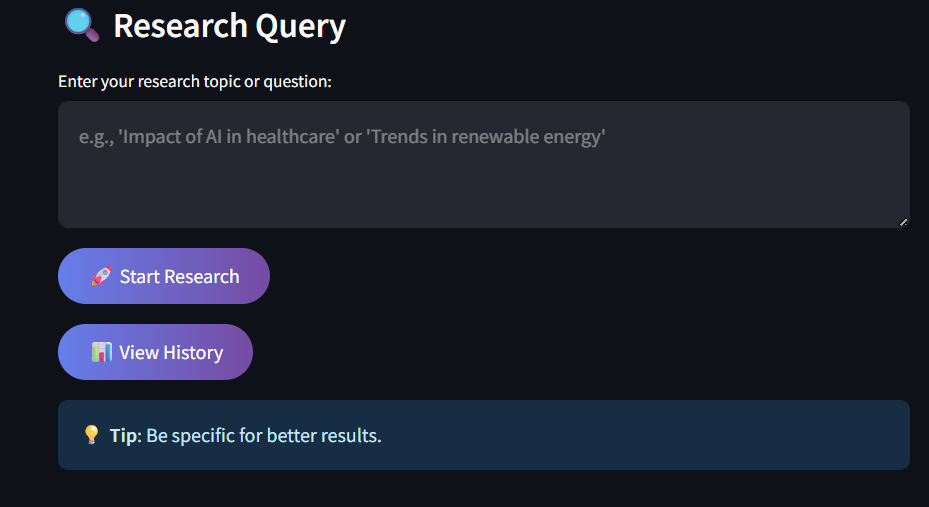 🔍 Research Query
Enter your research topic or question:
e.g., 'Impact of AI in healthcare' or 'Trends in renewable energy'
🚀 Start Research
📊 View History
💡 Tip: Be specific for better results.